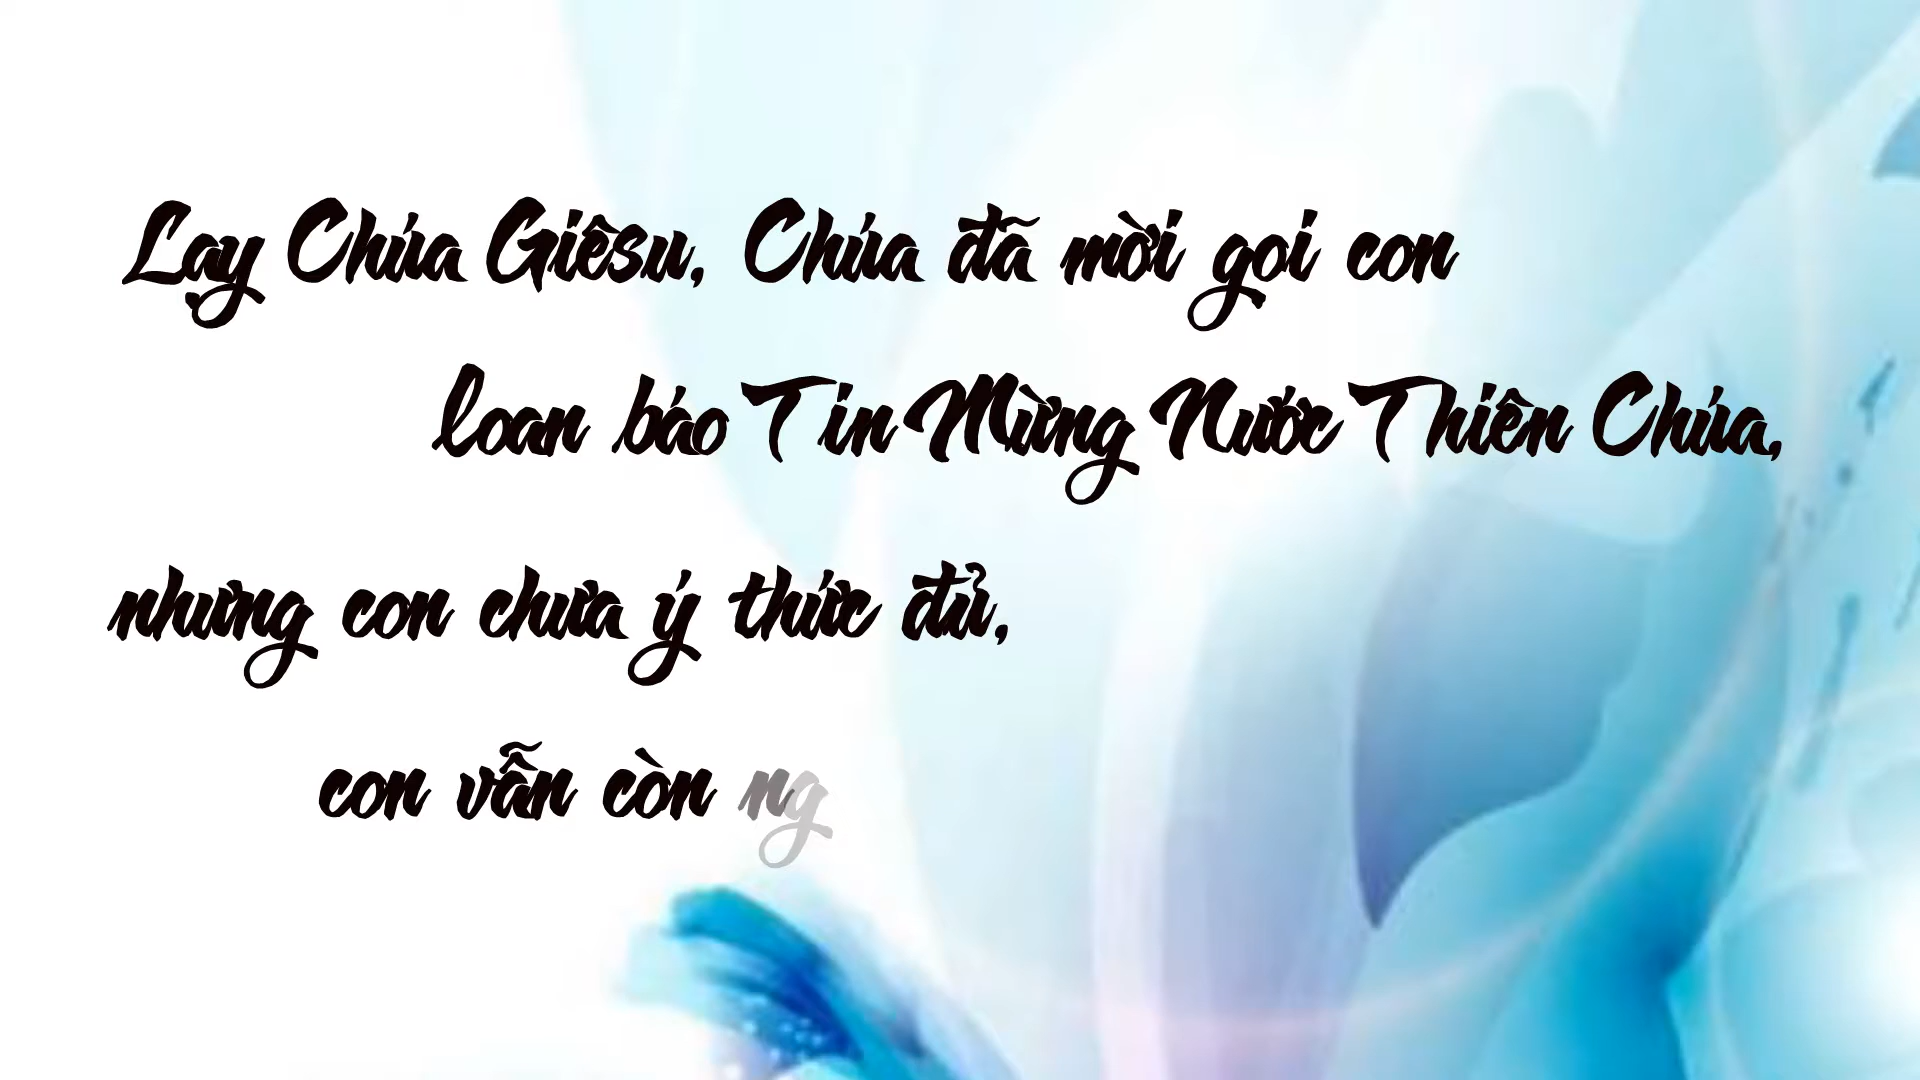 Lạy Chúa Giêsu, Chúa đã mời gọi con
loan báo Tin Mừng Nước Thiên Chúa,
nhưng con chưa ý thức đủ,
con vẫn còn ng